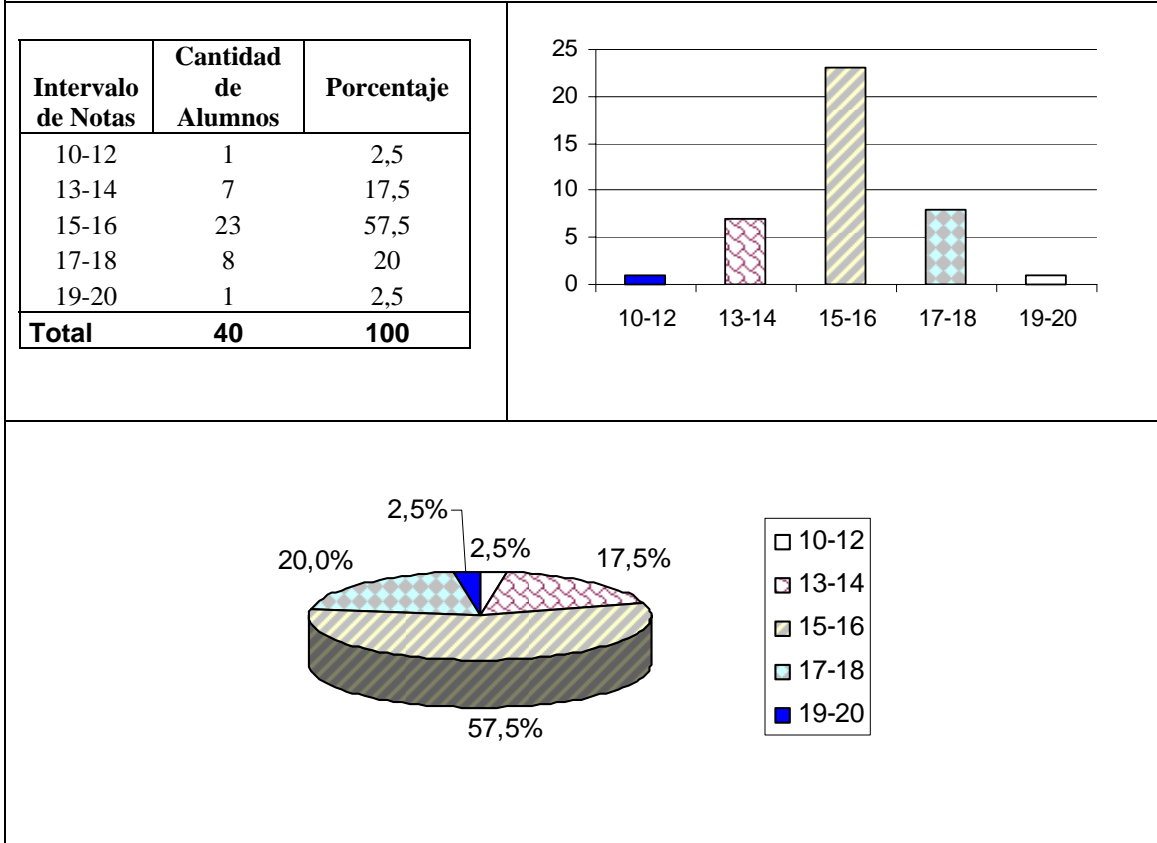 Intervalo de Notas Cantidad de Alumnos Porcentaje
10-12 1 2,5
13-14 7 17,5
15-16 23 57,5
17-18 8 20
19-20 1 2,5
Total 40 100
25
20
15
10
5
0
10-12 13-14 15-16 17-18 19-20
2,5%
20,0% 2,5% 17,5%
57,5%
10-12
13-14
15-16
17-18
19-20